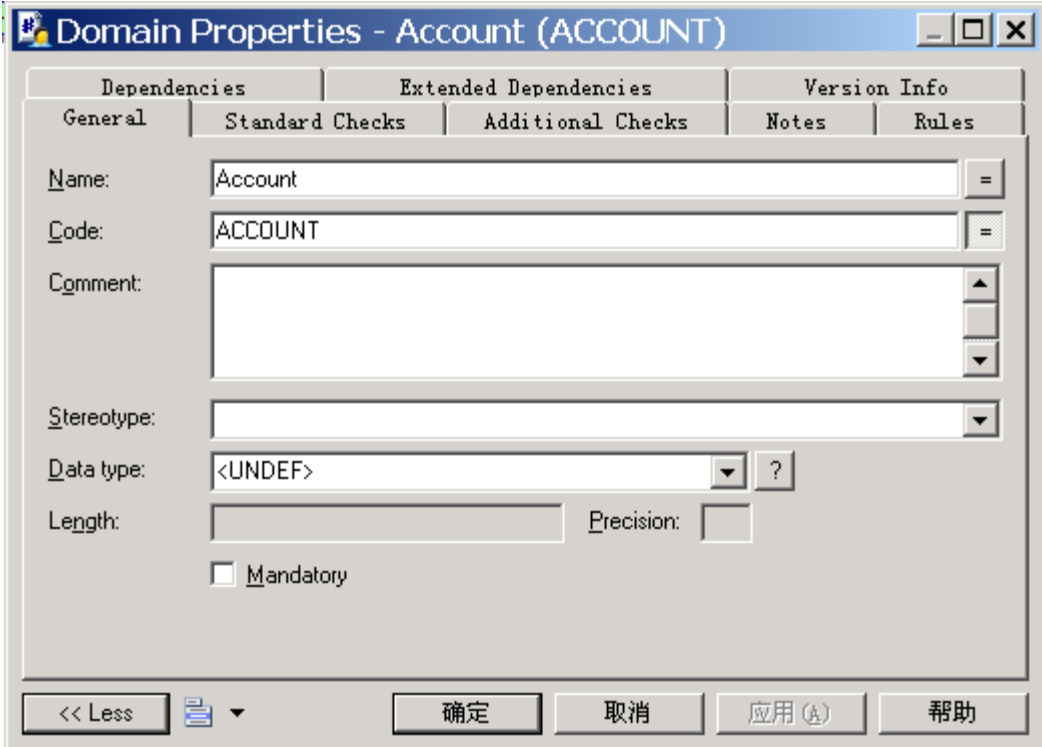 Domain Properties - Account (ACCOUNT)
Dependencies Extended Dependencies Version Info
General Standard Checks Additional Checks Notes Rules
Name: Account =
Code: ACCOUNT =
Comment:
Stereotype:
Data type: <UNDEF> ?
Length: Precision:
Mandatory
<< Less 确定 取消 应用(A) 帮助